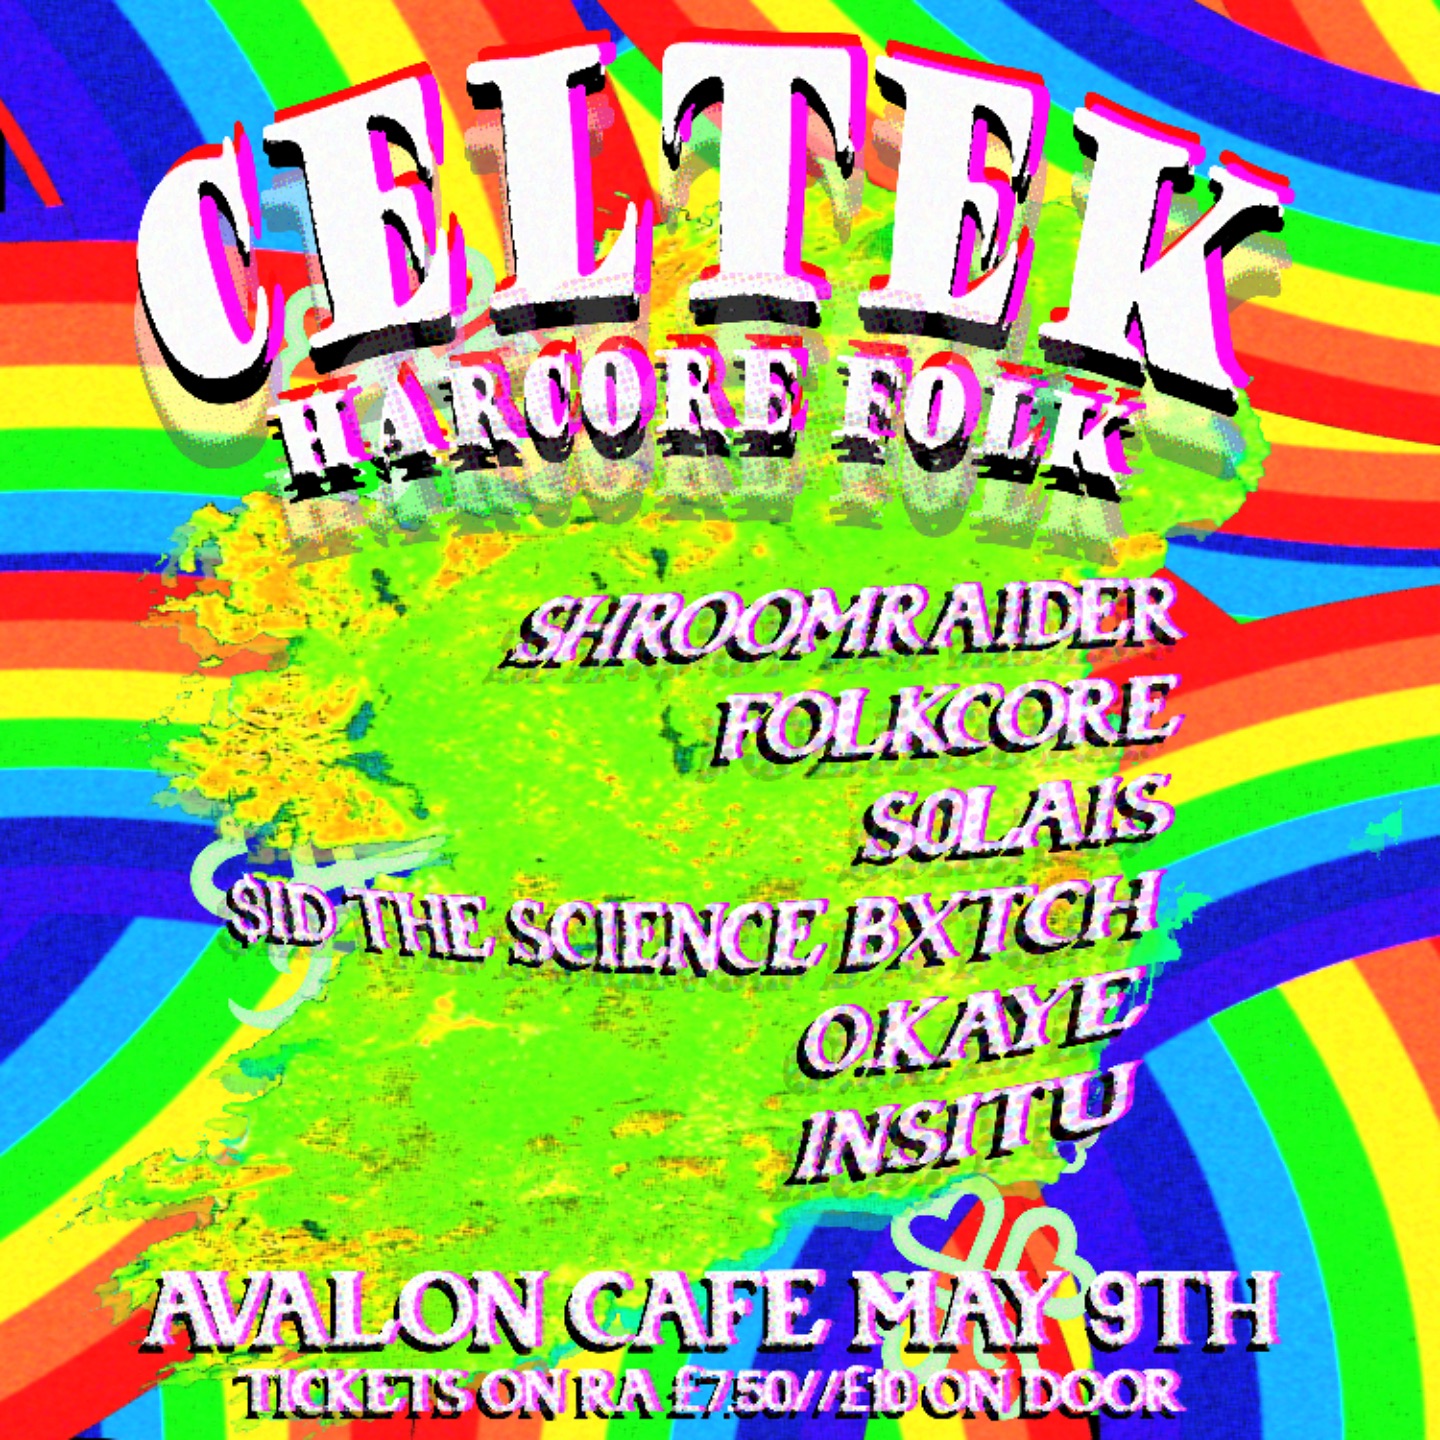 CELTEK
HARCORE FOLK
SHROOMRAIDER
FOLKCORE
SOLAIS
$ID THE SCIENCE BXTCH
O.KAYE
INSITU
AVALON CAFE MAY 9TH
TICKETS ON RA £7.50//£10 ON DOOR